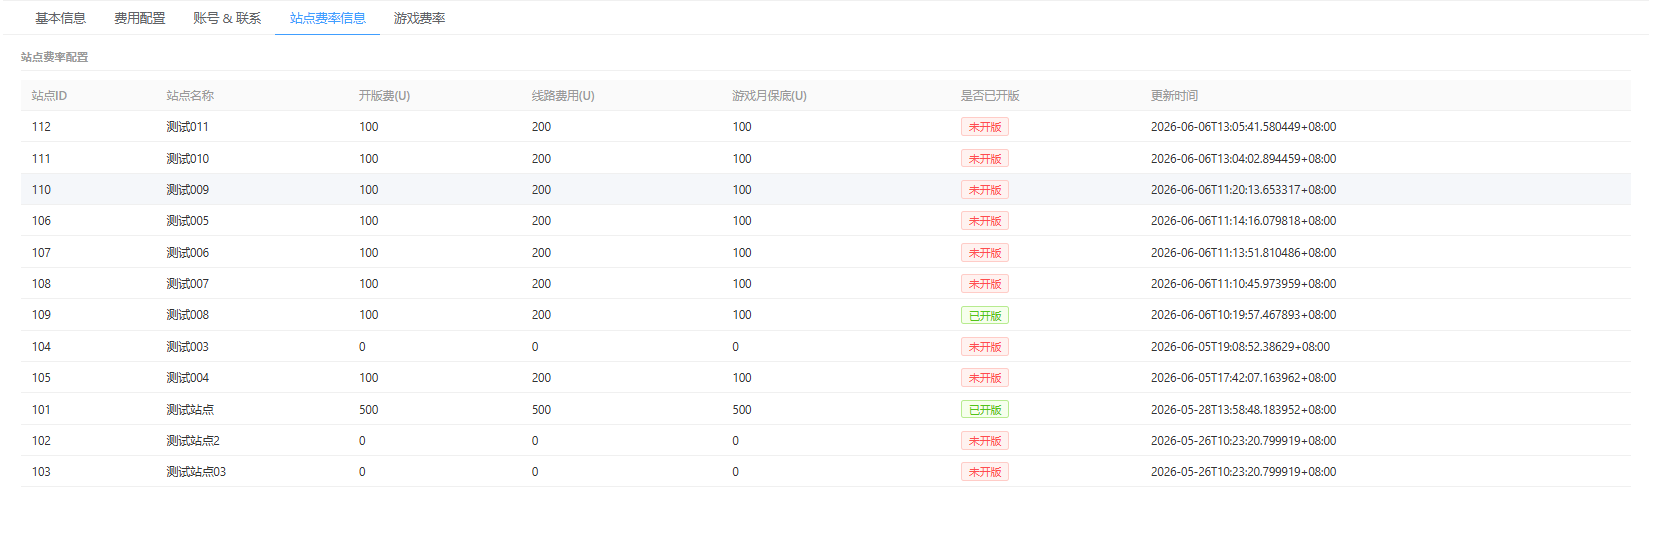 基本信息 费用配置 账号 & 联系 站点费率信息 游戏费率
站点费率配置
站点ID 站点名称 开版费(U) 线路费用(U) 游戏月保底(U) 是否已开版 更新时间
112 测试011 100 200 100 未开版 2026-06-06T13:05:41.580449+08:00
111 测试010 100 200 100 未开版 2026-06-06T13:04:02.894459+08:00
110 测试009 100 200 100 未开版 2026-06-06T11:20:13.653317+08:00
106 测试005 100 200 100 未开版 2026-06-06T11:14:16.079818+08:00
107 测试006 100 200 100 未开版 2026-06-06T11:13:51.810486+08:00
108 测试007 100 200 100 未开版 2026-06-06T11:10:45.973959+08:00
109 测试008 100 200 100 已开版 2026-06-06T10:19:57.467893+08:00
104 测试003 0 0 0 未开版 2026-06-05T19:08:52.38629+08:00
105 测试004 100 200 100 未开版 2026-06-05T17:42:07.163962+08:00
101 测试站点 500 500 500 已开版 2026-05-28T13:58:48.183952+08:00
102 测试站点2 0 0 0 未开版 2026-05-26T10:23:20.799919+08:00
103 测试站点03 0 0 0 未开版 2026-05-26T10:23:20.799919+08:00